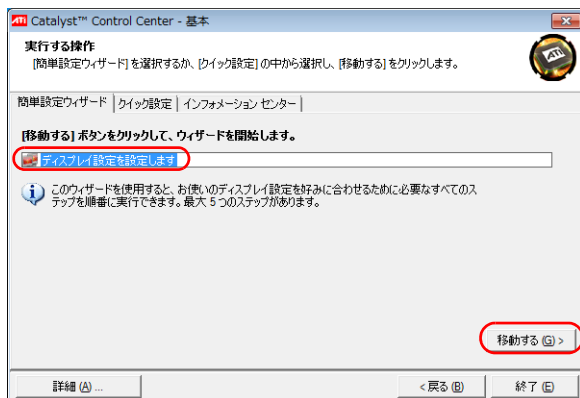 ATI Catalyst™ Control Center - 基本
実行する操作
[簡単設定ウィザード] を選択するか、[クイック設定] の中から選択し、[移動する] をクリックします。
ATI
簡単設定ウィザード クイック設定 インフォメーション センター
[移動する] ボタンをクリックして、ウィザードを開始します。
ディスプレイ設定を設定します
このウィザードを使用すると、お使いのディスプレイ設定を好みに合わせるために必要なすべてのス
テップを順番に実行できます。最大 5 つのステップがあります。
移動する (G) >
詳細 (A) ... < 戻る (B) 終了 (E)